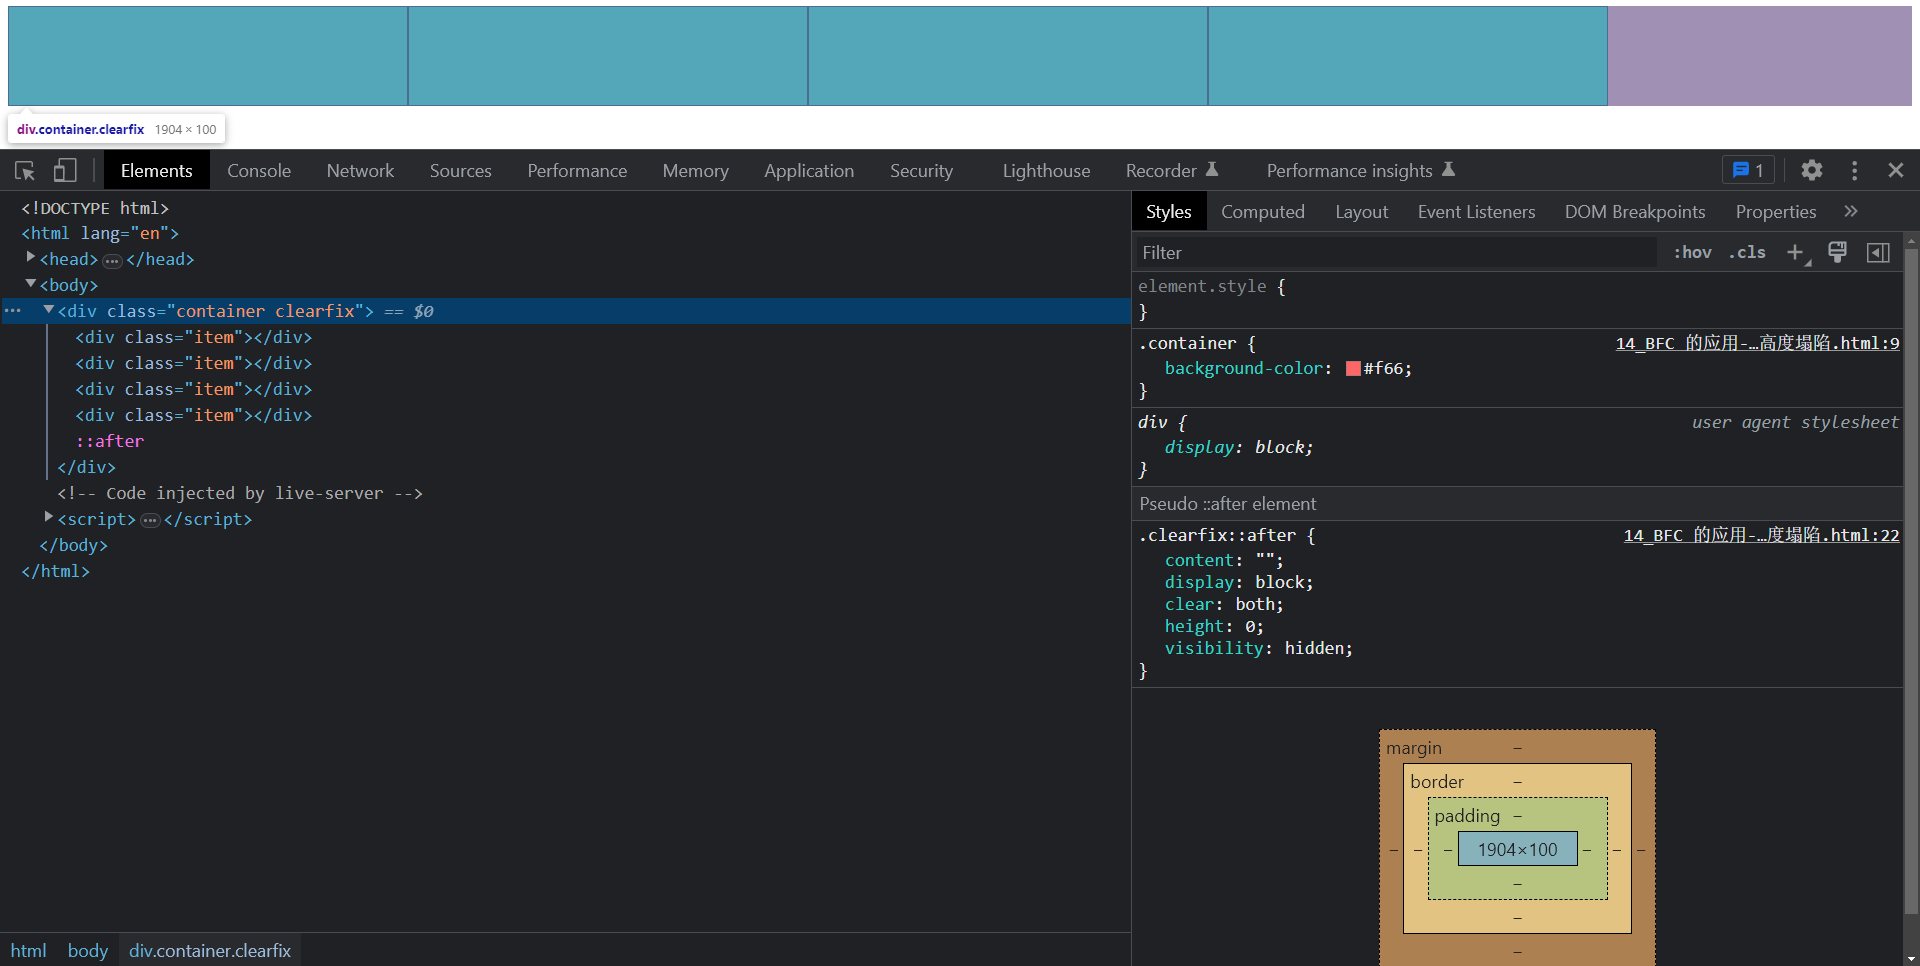 div.container.clearfix 1904 × 100
Elements Console Network Sources Performance Memory Application Security Lighthouse Recorder Performance insights 1
<!DOCTYPE html>
<html lang="en">
<head> … </head>
<body>
… <div class="container clearfix"> == $0
<div class="item"></div>
<div class="item"></div>
<div class="item"></div>
<div class="item"></div>
::after
</div>
<!-- Code injected by live-server -->
<script> … </script>
</body>
</html>
html body div.container.clearfix
Styles Computed Layout Event Listeners DOM Breakpoints Properties »
Filter :hov .cls +
element.style {
}
.container { 14_BFC 的应用-…高度塌陷.html:9
background-color: #f66;
}
div { user agent stylesheet
display: block;
}
Pseudo ::after element
.clearfix::after { 14_BFC 的应用-…度塌陷.html:22
content: "";
display: block;
clear: both;
height: 0;
visibility: hidden;
}
margin –
border –
padding –
– – – 1904×100 – – –
–
–
–